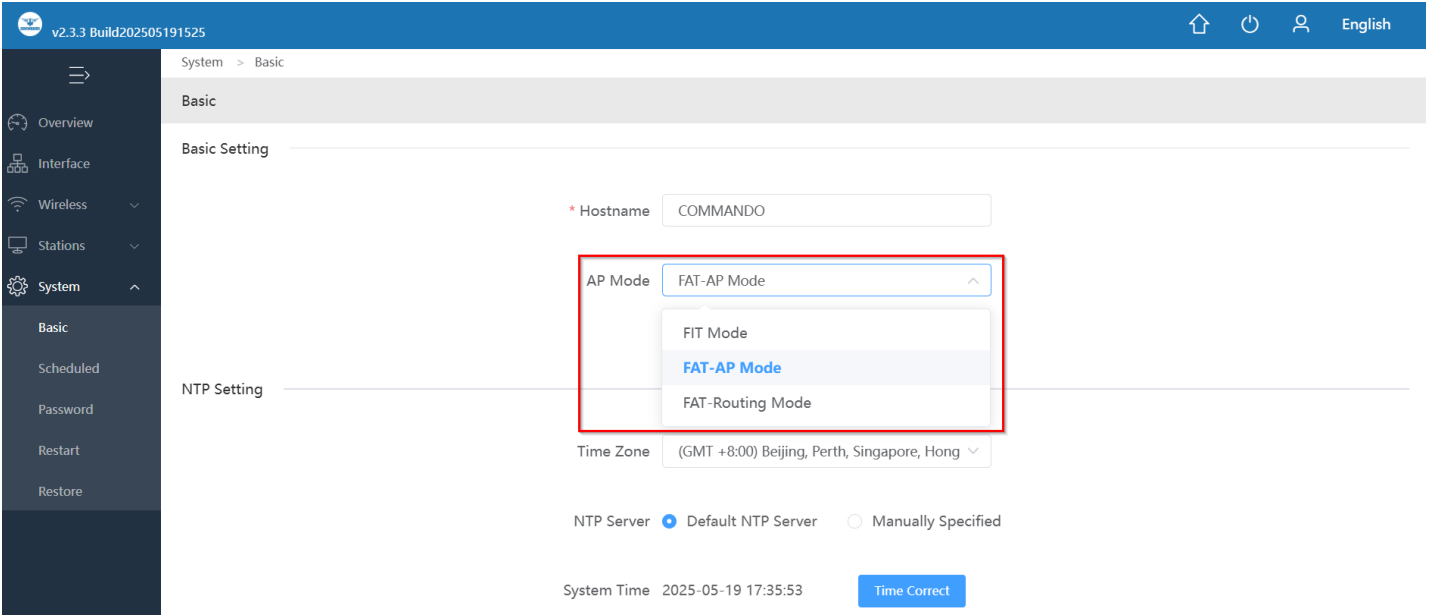 v2.3.3 Build202505191525
English
System > Basic
Basic
Overview
Interface
Wireless
Stations
System
Basic
Scheduled
Password
Restart
Restore
Basic Setting
* Hostname COMMANDO
AP Mode FAT-AP Mode
FIT Mode
FAT-AP Mode
FAT-Routing Mode
NTP Setting
Time Zone (GMT +8:00) Beijing, Perth, Singapore, Hong
NTP Server Default NTP Server Manually Specified
System Time 2025-05-19 17:35:53 Time Correct